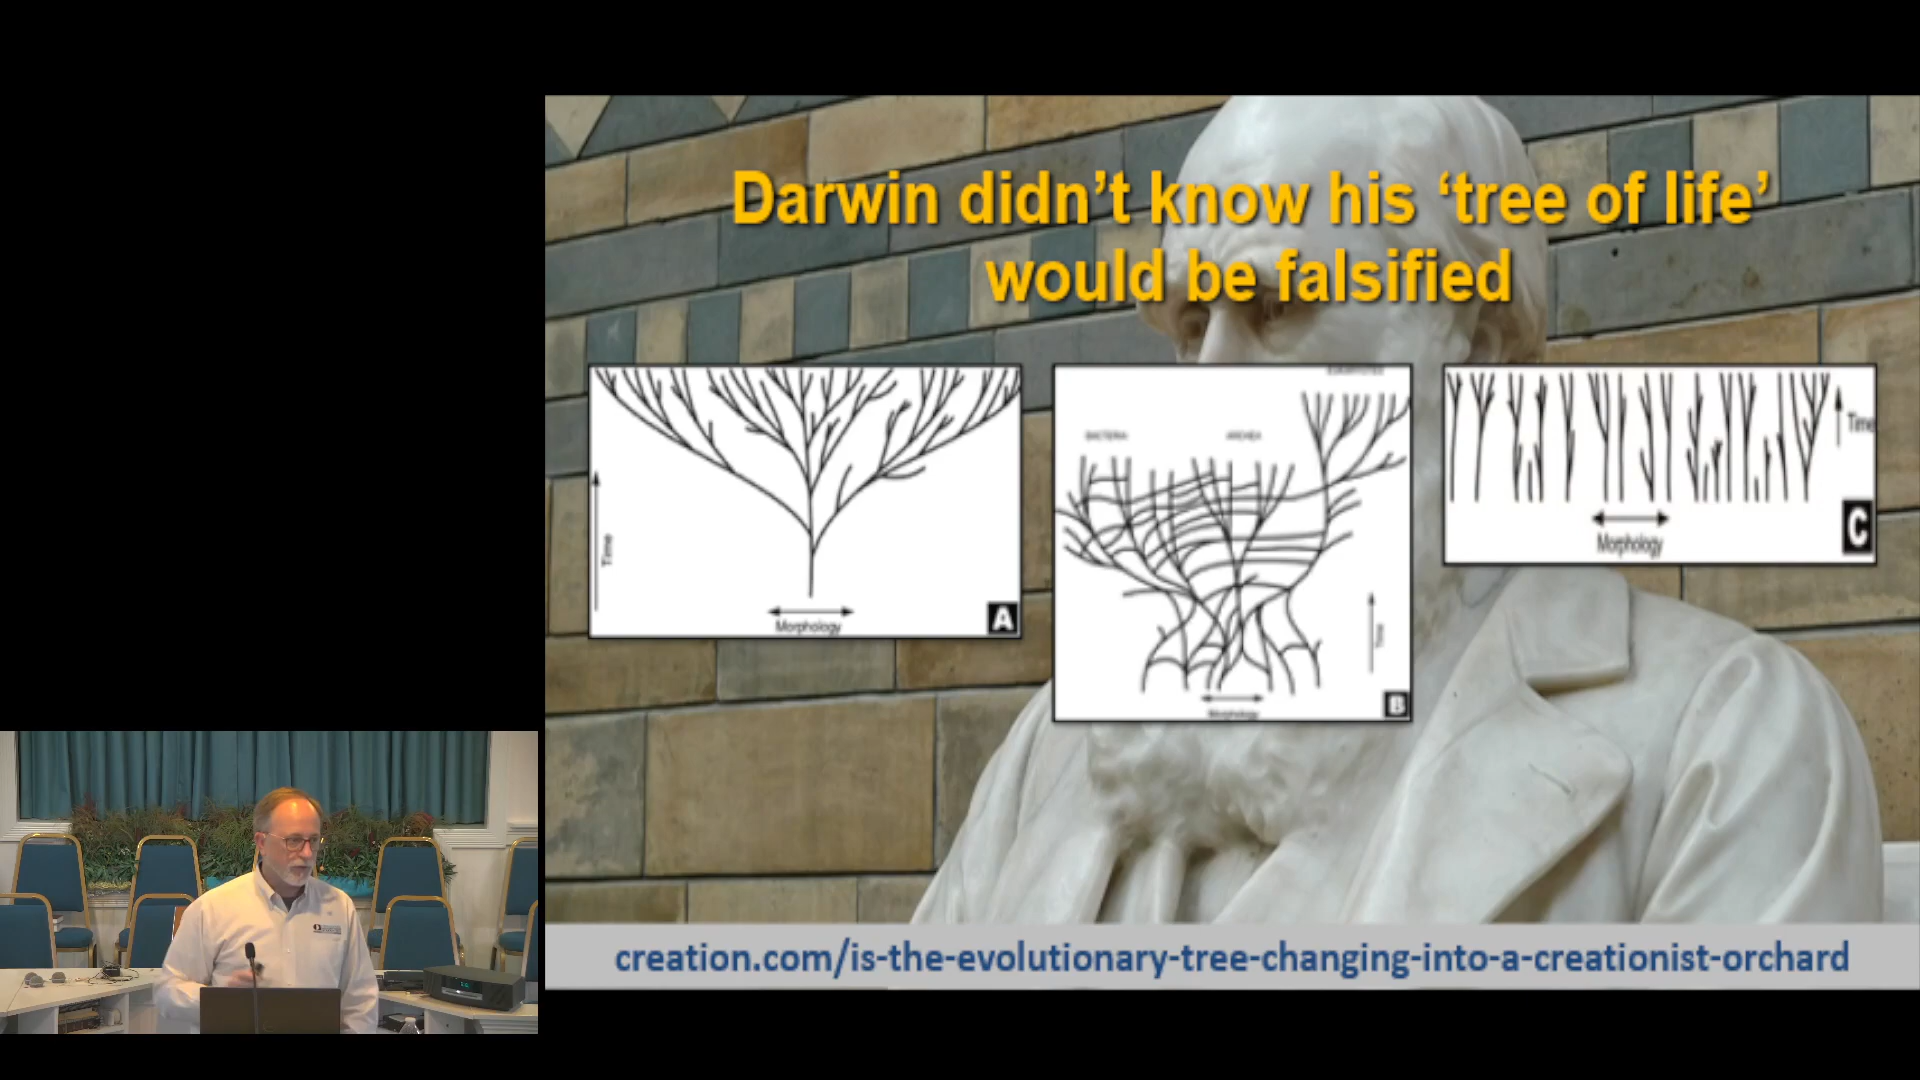 Darwin didn't know his ‘tree of life’
would be falsified
Time
Morphology
A
BACTERIA
ARCHEA
Time
Morphology
B
Time
Morphology
C
creation.com/is-the-evolutionary-tree-changing-into-a-creationist-orchard